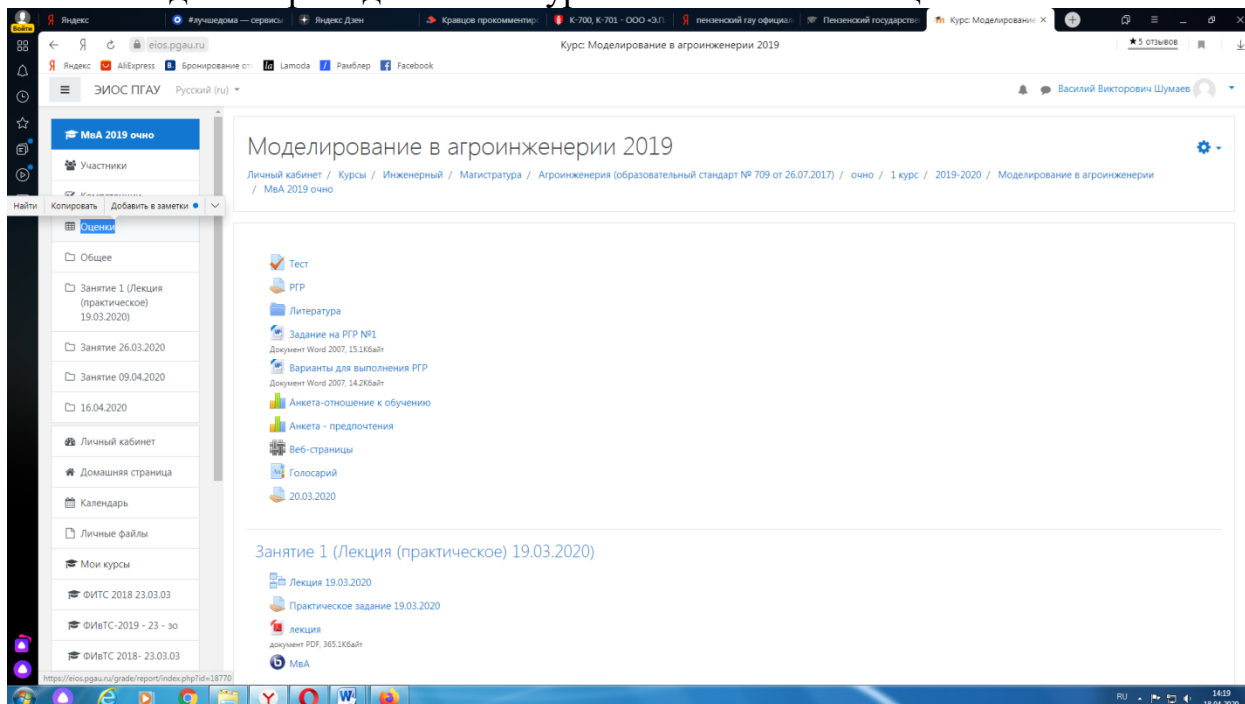 Войти
Яндекс
#лучшедома — сервисы
Яндекс Дзен
Кравцов прокомментир
К-700, К-701 - ООО «ЭЛ
пензенский гау официал
Пензенский государстве
Курс: Моделирование
eios.pgau.ru
Курс: Моделирование в агроинженерии 2019
★5 отзывов
Яндекс
AliExpress
Бронирование от
Lamoda
Рамблер
Facebook
ЭИОС ПГАУ
Русский (ru)
Василий Викторович Шумаев
МвА 2019 очно
Участники
Найти
Копировать
Добавить в заметки
Оценки
Общее
Занятие 1 (Лекция
(практическое)
19.03.2020)
Занятие 26.03.2020
Занятие 09.04.2020
16.04.2020
Личный кабинет
Домашняя страница
Календарь
Личные файлы
Мои курсы
ФИТС 2018 23.03.03
ФИвТС-2019 - 23 - зо
ФИвТС 2018- 23.03.03
https://eios.pgau.ru/grade/report/index.php?id=18770
Моделирование в агроинженерии 2019
Личный кабинет / Курсы / Инженерный / Магистратура / Агроинженерия (образовательный стандарт № 709 от 26.07.2017) / очно / 1 курс / 2019-2020 / Моделирование в агроинженерии
/ МвА 2019 очно
Тест
РГР
Литература
Задание на РГР №1
Документ Word 2007, 15.1Кбайт
Варианты для выполнения РГР
Документ Word 2007, 14.2Кбайт
Анкета-отношение к обучению
Анкета - предпочтения
Веб-страницы
Голосарий
20.03.2020
Занятие 1 (Лекция (практическое) 19.03.2020)
Лекция 19.03.2020
Практическое задание 19.03.2020
лекция
документ PDF, 365.1Кбайт
МвА
RU
14:19
18.04.2020